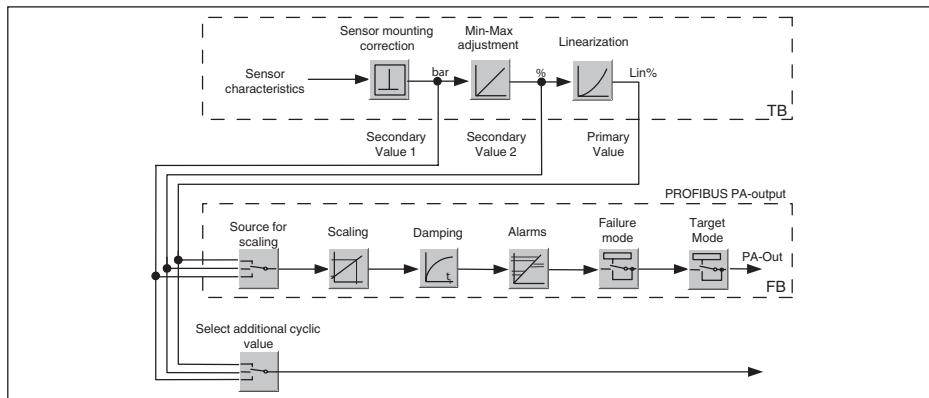 Sensor mounting
correction
Min-Max
adjustment
Linearization
Sensor
characteristics
bar
%
Lin%
TB
Secondary
Value 1
Secondary
Value 2
Primary
Value
PROFIBUS PA-output
Source for
scaling
Scaling
Damping
Alarms
Failure
mode
Target
Mode
t
PA-Out
FB
Select additional cyclic
value